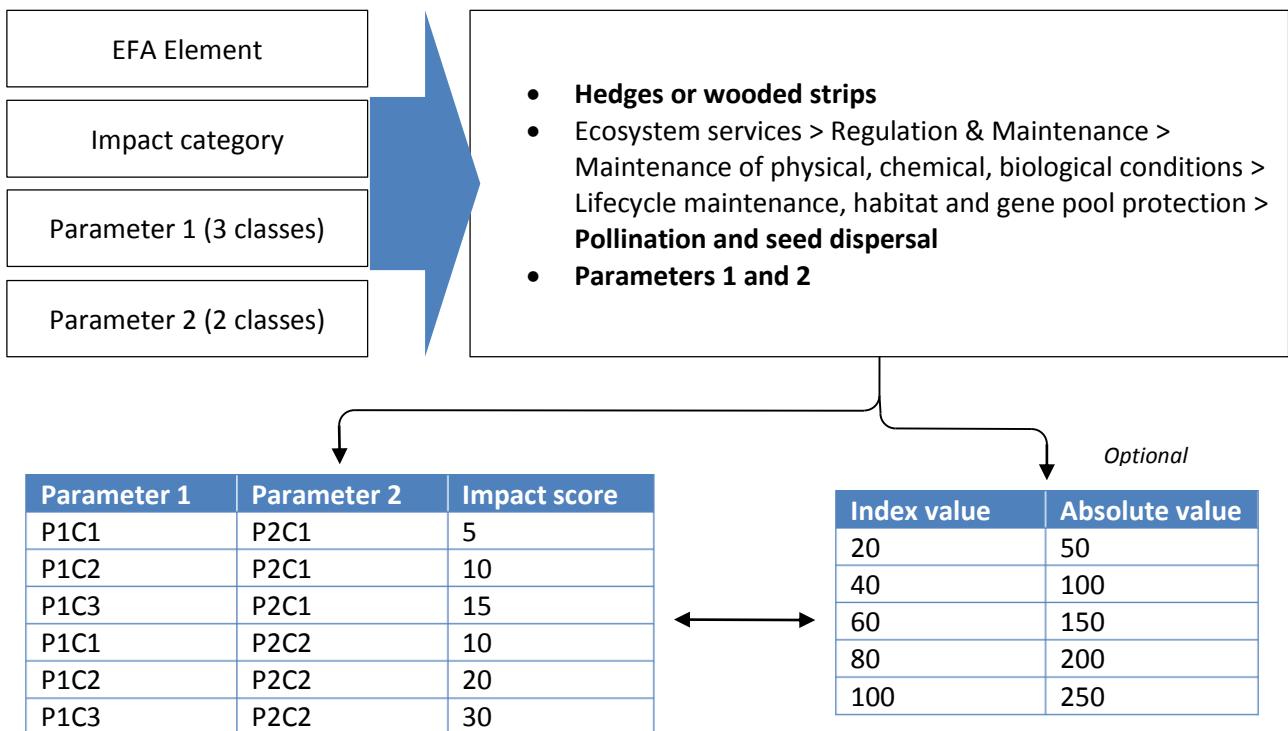 EFA Element
Impact category
Parameter 1 (3 classes)
Parameter 2 (2 classes)
• Hedges or wooded strips
• Ecosystem services > Regulation & Maintenance >
Maintenance of physical, chemical, biological conditions >
Lifecycle maintenance, habitat and gene pool protection >
Pollination and seed dispersal
• Parameters 1 and 2
Optional
Parameter 1 Parameter 2 Impact score
P1C1 P2C1 5
P1C2 P2C1 10
P1C3 P2C1 15
P1C1 P2C2 10
P1C2 P2C2 20
P1C3 P2C2 30
Index value Absolute value
20 50
40 100
60 150
80 200
100 250